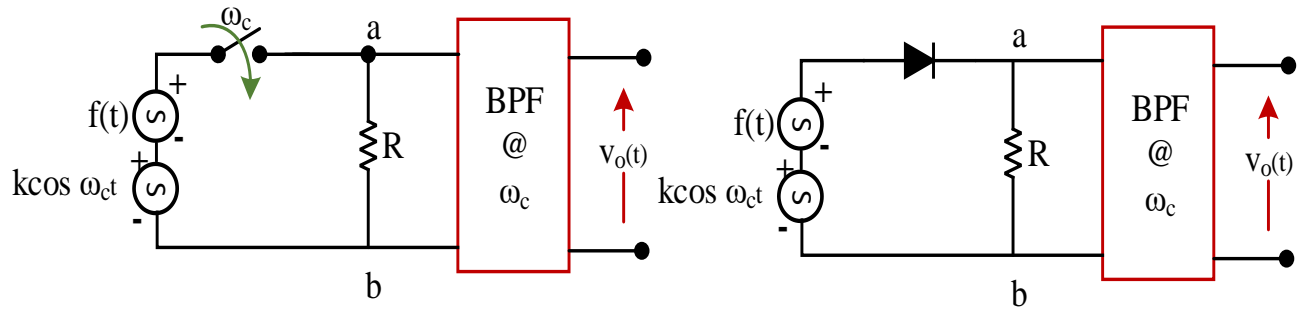 ωc
a
+
f(t)
-
+
kcos ωct
-
R
b
BPF
@
ωc
vo(t)
a
+
f(t)
-
+
kcos ωct
-
R
b
BPF
@
ωc
vo(t)